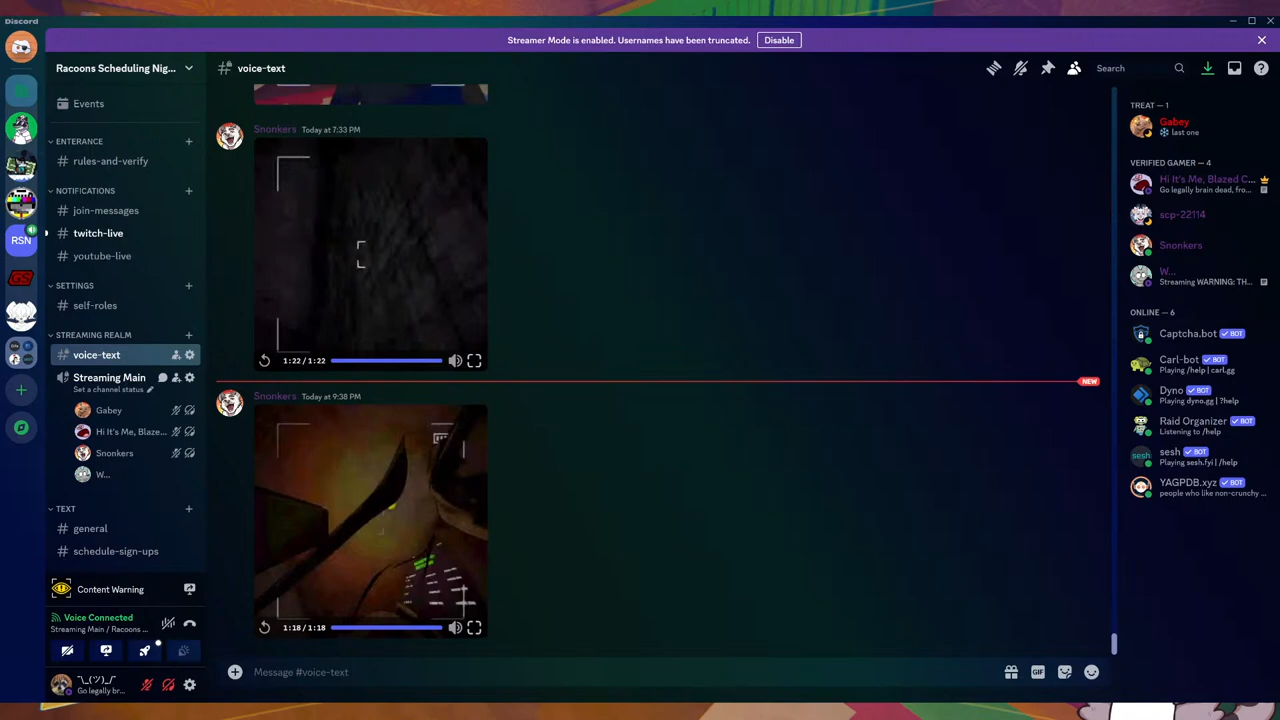 Discord
Streamer Mode is enabled. Usernames have been truncated.
Disable
Racoons Scheduling Nig...
Events
ENTERANCE
rules-and-verify
NOTIFICATIONS
join-messages
twitch-live
youtube-live
SETTINGS
self-roles
STREAMING REALM
voice-text
Streaming Main
Set a channel status
Gabey
Hi It's Me, Blaze...
Snonkers
W...
TEXT
general
schedule-sign-ups
Content Warning
Voice Connected
Streaming Main / Racoons ...
¯\_(ツ)_/¯
Go legally br...
RSN
GS
voice-text
Search
Snonkers Today at 7:33 PM
1:22 / 1:22
NEW
Snonkers Today at 9:38 PM
1:18 / 1:18
Message #voice-text
GIF
TREAT — 1
Gabey
last one
VERIFIED GAMER — 4
Hi It's Me, Blazed C...
Go legally brain dead, fro...
scp-22114
Snonkers
W...
Streaming WARNING: TH...
ONLINE — 6
Captcha.bot BOT
Carl-bot BOT
Playing /help | carl.gg
Dyno BOT
Playing dyno.gg | ?help
Raid Organizer BOT
Listening to /help
sesh
sesh BOT
Playing sesh.fyi | /help
YAGPDB.xyz BOT
people who like non-crunchy ...